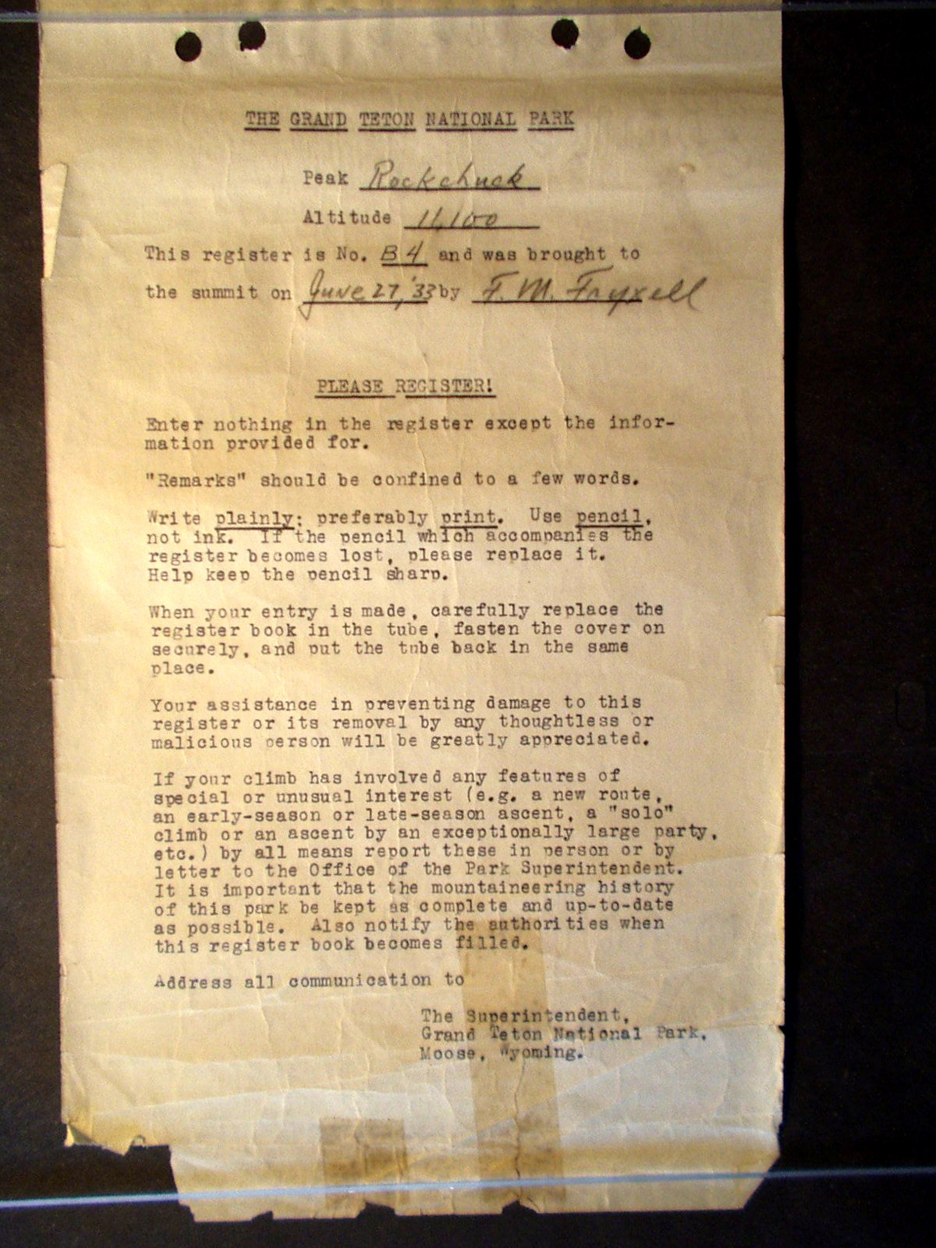 THE GRAND TETON NATIONAL PARK
Peak Rockchuck
Altitude 11,100
This register is No. B4 and was brought to
the summit on June 27, '33 by F. M. Fryxell
PLEASE REGISTER!
Enter nothing in the register except the infor-
mation provided for.
"Remarks" should be confined to a few words.
Write plainly; preferably print. Use pencil,
not ink. If the pencil which accompanies the
register becomes lost, please replace it.
Help keep the pencil sharp.
When your entry is made, carefully replace the
register book in the tube, fasten the cover on
securely, and put the tube back in the same
place.
Your assistance in preventing damage to this
register or its removal by any thoughtless or
malicious person will be greatly appreciated.
If your climb has involved any features of
special or unusual interest (e.g. a new route,
an early-season or late-season ascent, a "solo"
climb or an ascent by an exceptionally large party,
etc.) by all means report these in person or by
letter to the Office of the Park Superintendent.
It is important that the mountaineering history
of this park be kept as complete and up-to-date
as possible. Also notify the authorities when
this register book becomes filled.
Address all communication to
The Superintendent,
Grand Teton National Park,
Moose, Wyoming.